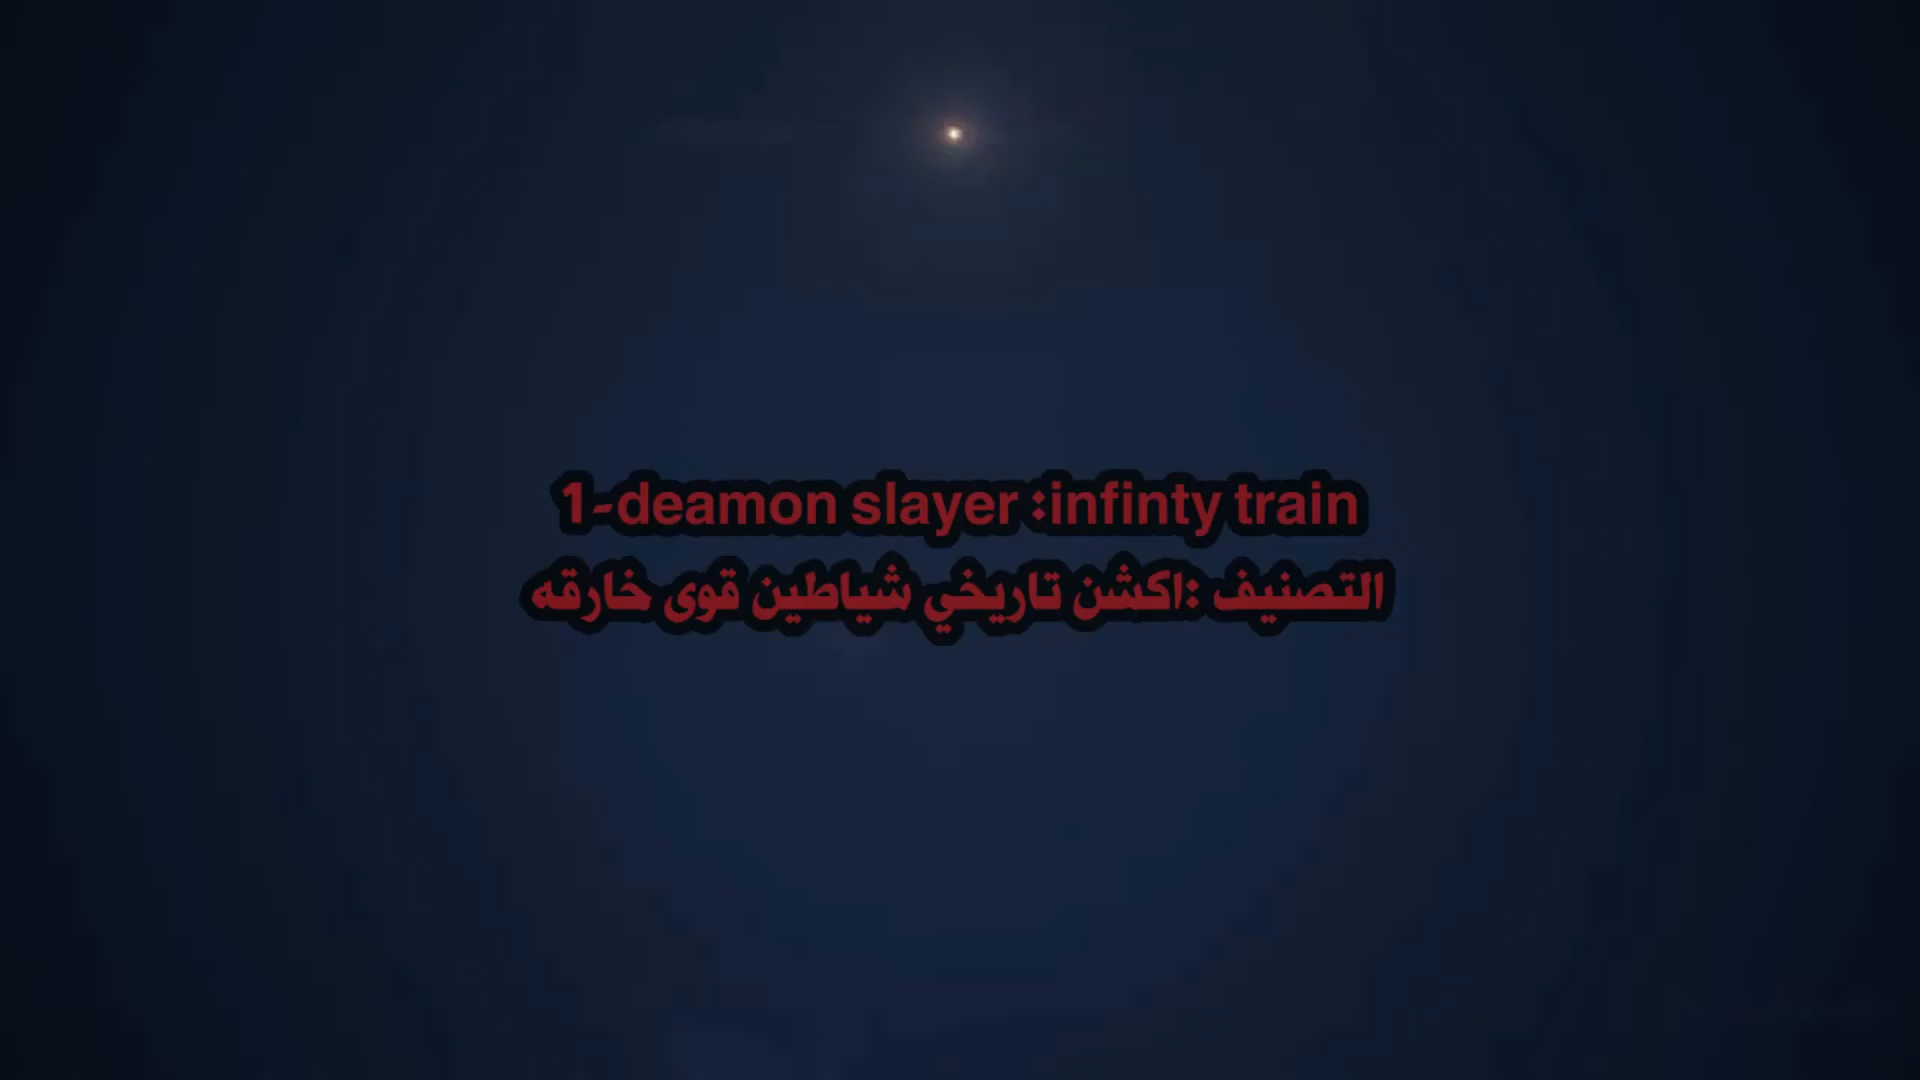 1-deamon slayer :infinty train
التصنيف :اكشن تاريخي شياطين قوى خارقه